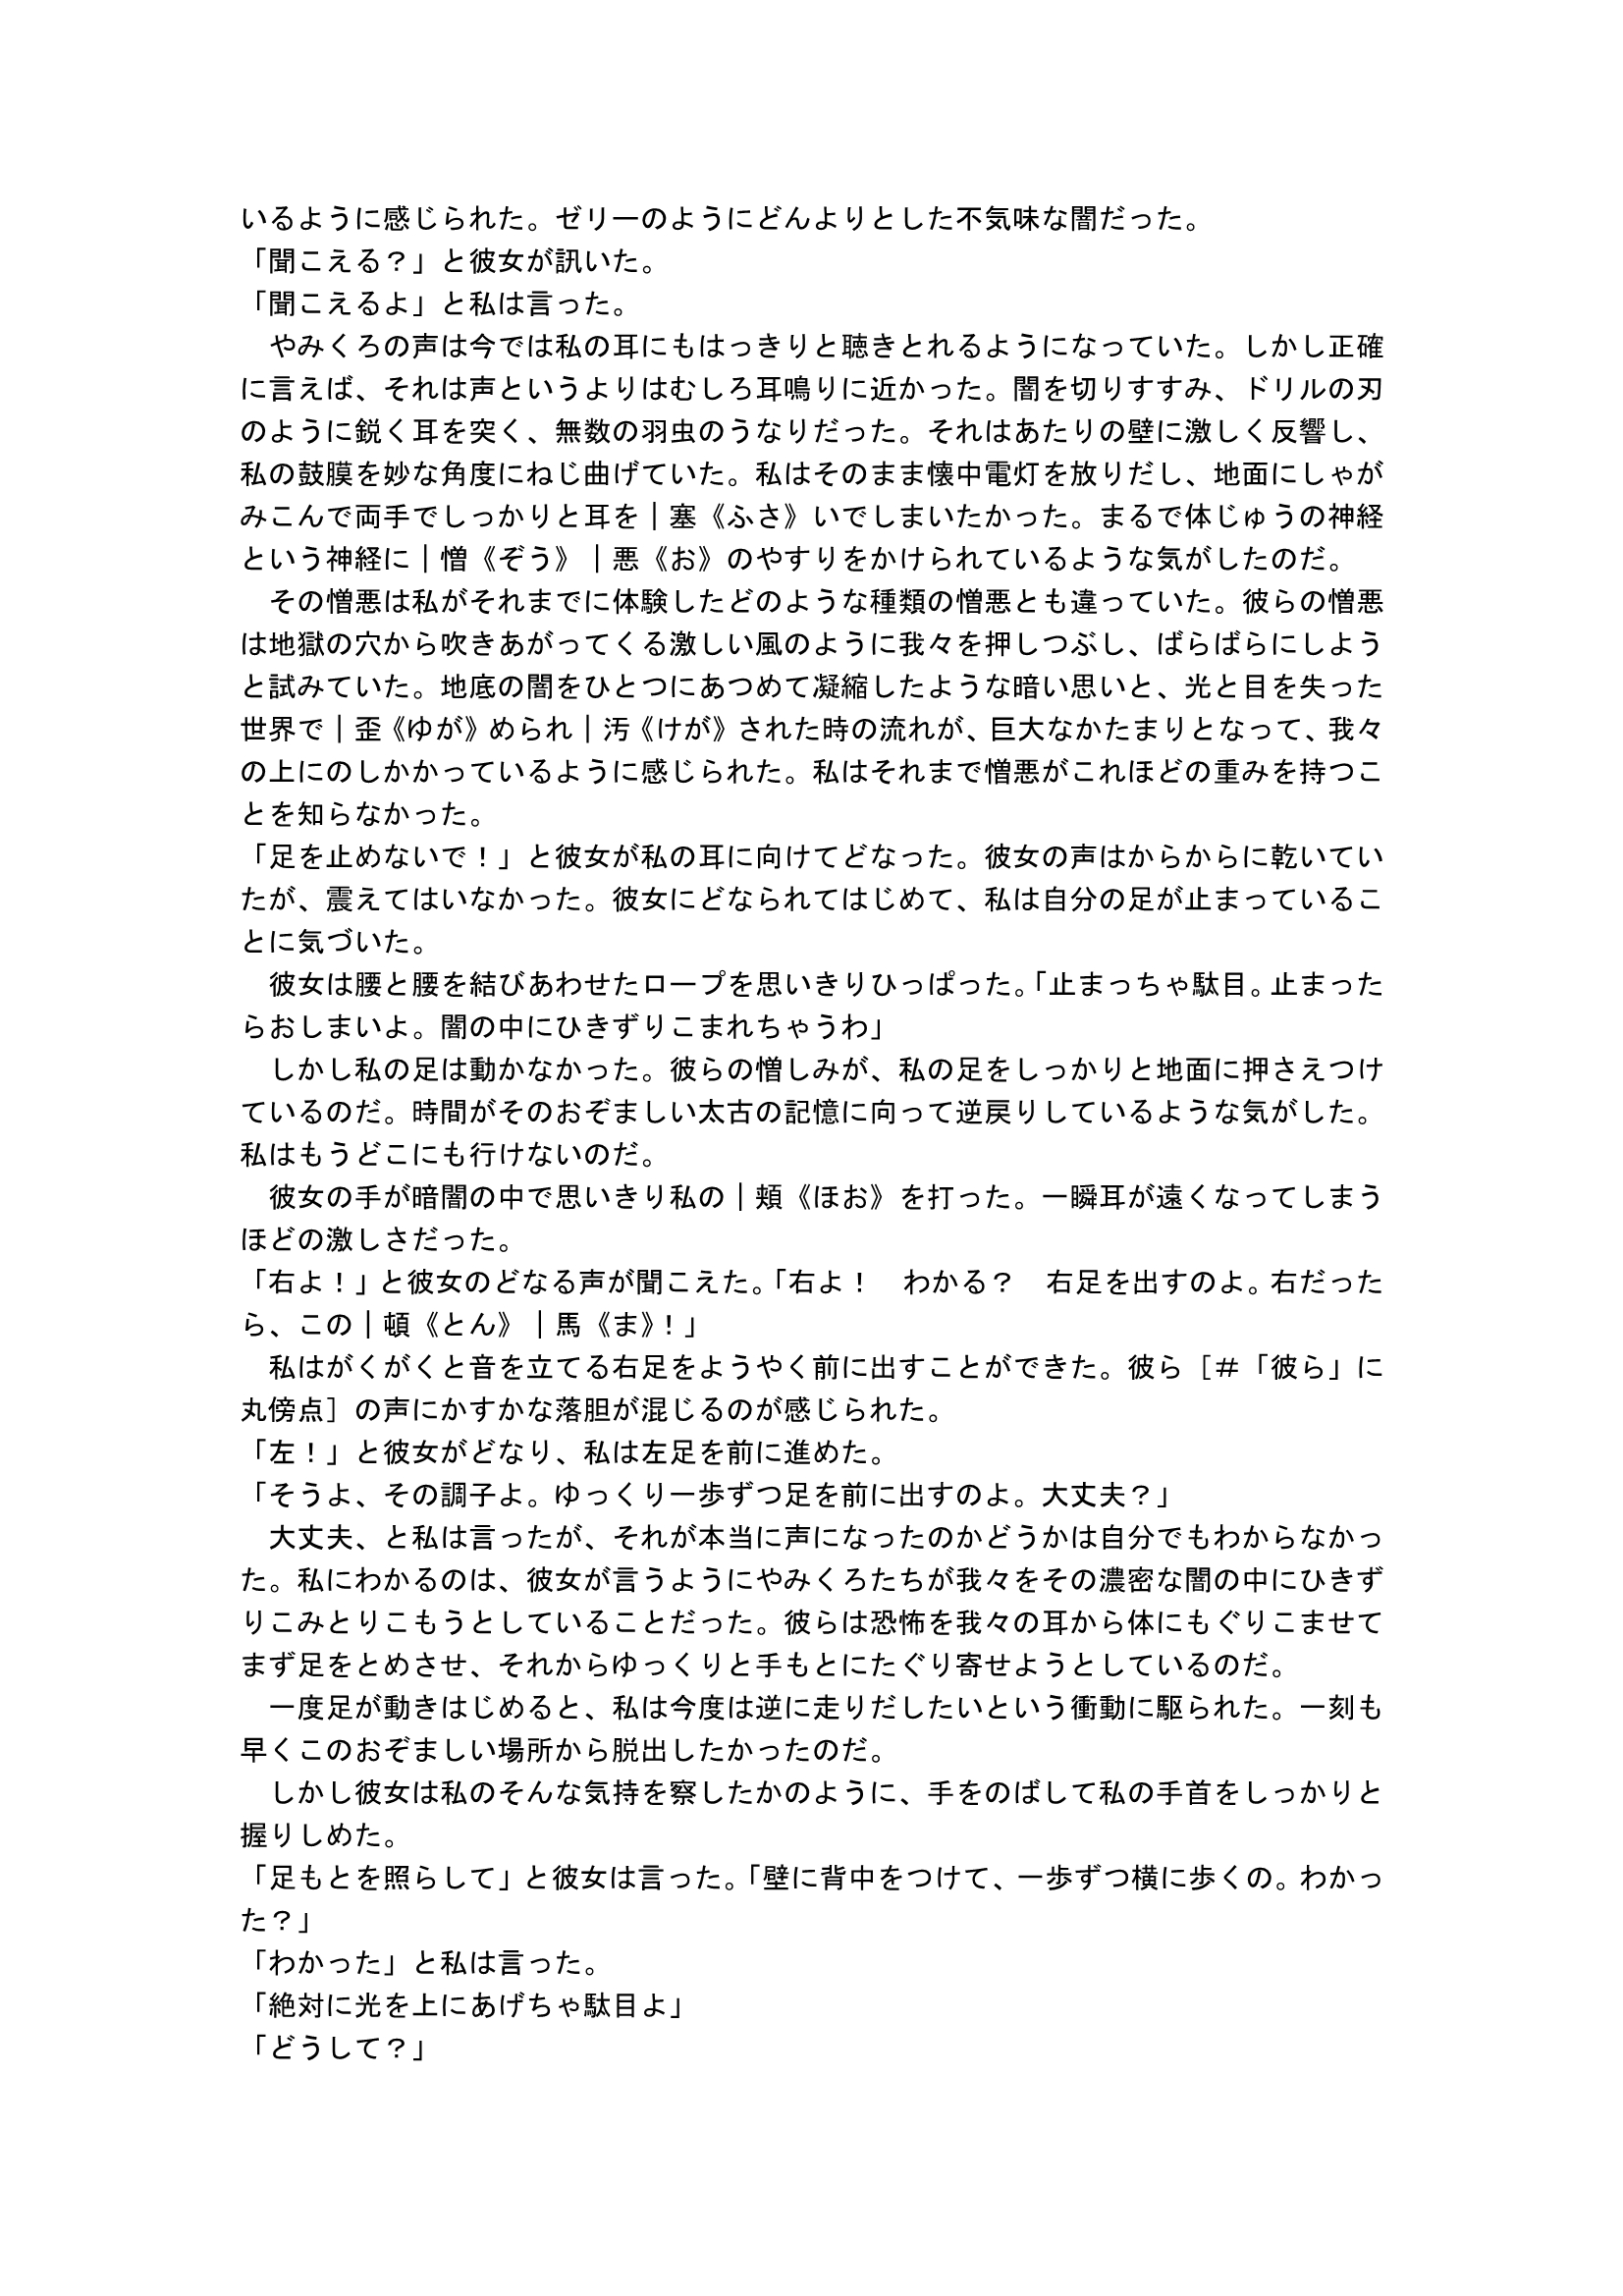 いるように感じられた。ゼリーのようにどんよりとした不気味な闇だった。
「聞こえる？」と彼女が訊いた。
「聞こえるよ」と私は言った。
　やみくろの声は今では私の耳にもはっきりと聴きとれるようになっていた。しかし正確
に言えば、それは声というよりはむしろ耳鳴りに近かった。闇を切りすすみ、ドリルの刃
のように鋭く耳を突く、無数の羽虫のうなりだった。それはあたりの壁に激しく反響し、
私の鼓膜を妙な角度にねじ曲げていた。私はそのまま懐中電灯を放りだし、地面にしゃが
みこんで両手でしっかりと耳を｜塞《ふさ》いでしまいたかった。まるで体じゅうの神経
という神経に｜憎《ぞう》｜悪《お》のやすりをかけられているような気がしたのだ。
　その憎悪は私がそれまでに体験したどのような種類の憎悪とも違っていた。彼らの憎悪
は地獄の穴から吹きあがってくる激しい風のように我々を押しつぶし、ばらばらにしよう
と試みていた。地底の闇をひとつにあつめて凝縮したような暗い思いと、光と目を失った
世界で｜歪《ゆが》められ｜汚《けが》された時の流れが、巨大なかたまりとなって、我々
の上にのしかかっているように感じられた。私はそれまで憎悪がこれほどの重みを持つこ
とを知らなかった。
「足を止めないで！」と彼女が私の耳に向けてどなった。彼女の声はからからに乾いてい
たが、震えてはいなかった。彼女にどなられてはじめて、私は自分の足が止まっているこ
とに気づいた。
　彼女は腰と腰を結びあわせたロープを思いきりひっぱった。「止まっちゃ駄目。止まった
らおしまいよ。闇の中にひきずりこまれちゃうわ」
　しかし私の足は動かなかった。彼らの憎しみが、私の足をしっかりと地面に押さえつけ
ているのだ。時間がそのおぞましい太古の記憶に向って逆戻りしているような気がした。
私はもうどこにも行けないのだ。
　彼女の手が暗闇の中で思いきり私の｜頬《ほお》を打った。一瞬耳が遠くなってしまう
ほどの激しさだった。
「右よ！」と彼女のどなる声が聞こえた。「右よ！　わかる？　右足を出すのよ。右だった
ら、この｜頓《とん》｜馬《ま》！」
　私はがくがくと音を立てる右足をようやく前に出すことができた。彼ら［＃「彼ら」に
丸傍点］の声にかすかな落胆が混じるのが感じられた。
「左！」と彼女がどなり、私は左足を前に進めた。
「そうよ、その調子よ。ゆっくり一歩ずつ足を前に出すのよ。大丈夫？」
　大丈夫、と私は言ったが、それが本当に声になったのかどうかは自分でもわからなかっ
た。私にわかるのは、彼女が言うようにやみくろたちが我々をその濃密な闇の中にひきず
りこみとりこもうとしていることだった。彼らは恐怖を我々の耳から体にもぐりこませて
まず足をとめさせ、それからゆっくりと手もとにたぐり寄せようとしているのだ。
　一度足が動きはじめると、私は今度は逆に走りだしたいという衝動に駆られた。一刻も
早くこのおぞましい場所から脱出したかったのだ。
　しかし彼女は私のそんな気持を察したかのように、手をのばして私の手首をしっかりと
握りしめた。
「足もとを照らして」と彼女は言った。「壁に背中をつけて、一歩ずつ横に歩くの。わかっ
た？」
「わかった」と私は言った。
「絶対に光を上にあげちゃ駄目よ」
「どうして？」